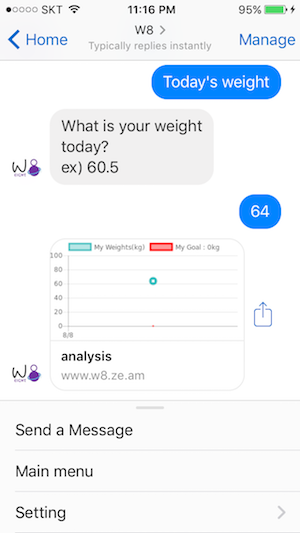 SKT 11:16 PM 95%
Home W8 Manage
Typically replies instantly
Today's weight
What is your weight
today?
ex) 60.5
W8
64
My Weights(kg) My Goal : 0kg
100
80
60
40
20
0
8/8
analysis
www.w8.ze.am
W8
Send a Message
Main menu
Setting